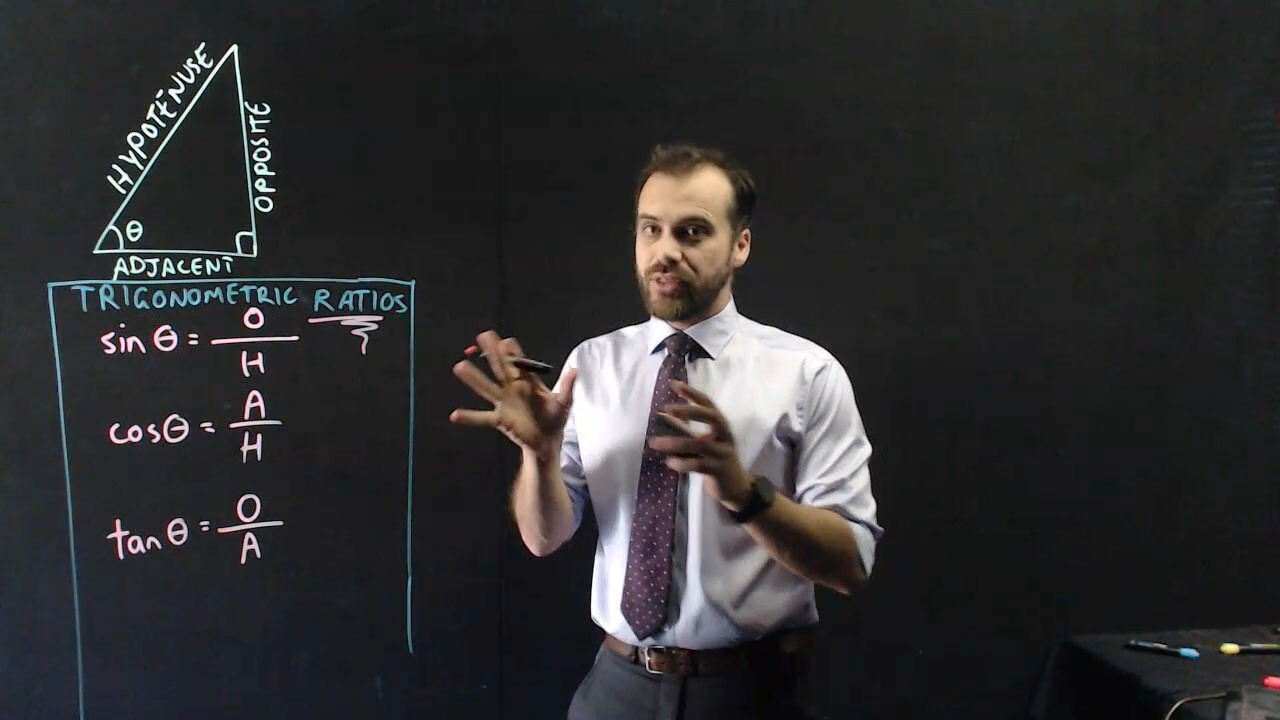 HYPOTENUSE
OPPOSITE
θ
ADJACENT
TRIGONOMETRIC RATIOS
sin θ = O/H
cos θ = A/H
tan θ = O/A